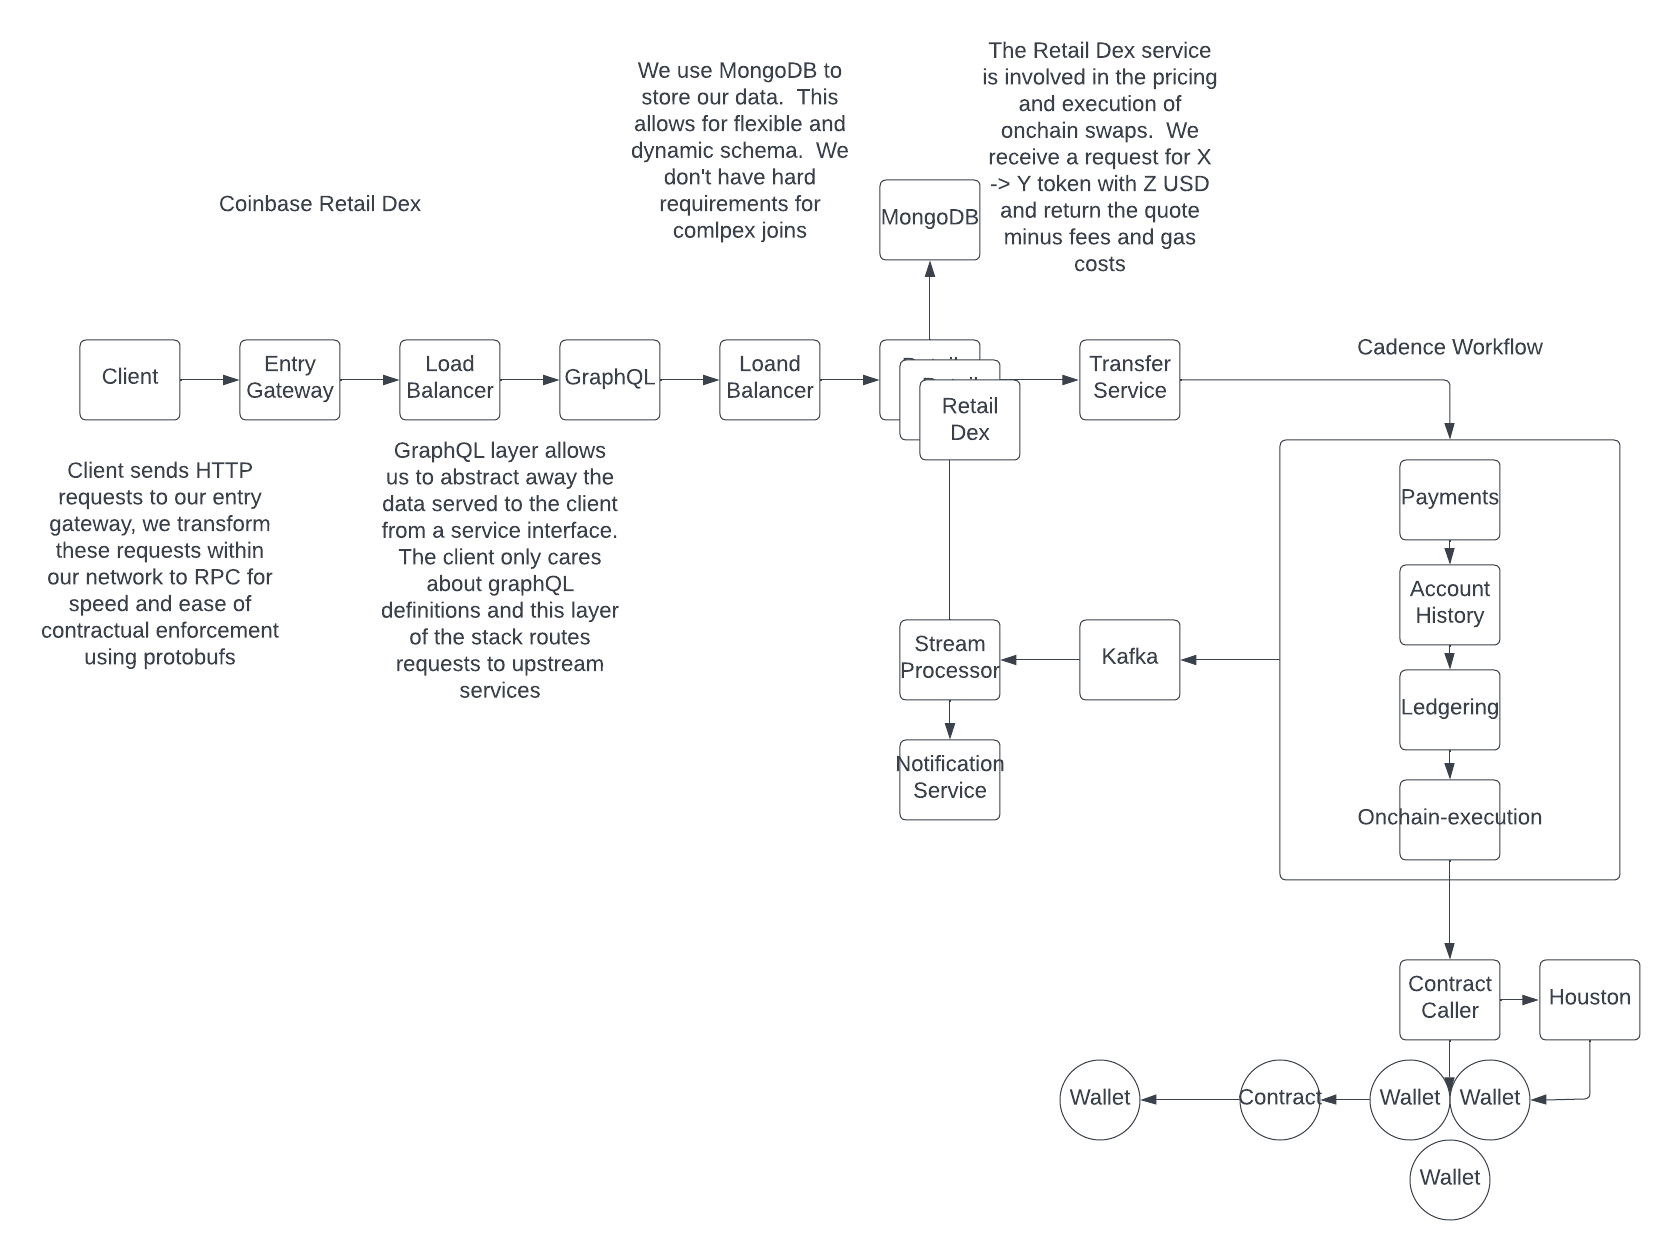 The Retail Dex service
is involved in the pricing
and execution of
onchain swaps.  We
receive a request for X
-> Y token with Z USD
and return the quote
minus fees and gas
costs
We use MongoDB to
store our data.  This
allows for flexible and
dynamic schema.  We
don't have hard
requirements for
comlpex joins
Coinbase Retail Dex
MongoDB
Client
Entry
Gateway
Load
Balancer
GraphQL
Loand
Balancer
Retail
Retail
Retail
Dex
Transfer
Service
Cadence Workflow
Client sends HTTP
requests to our entry
gateway, we transform
these requests within
our network to RPC for
speed and ease of
contractual enforcement
using protobufs
GraphQL layer allows
us to abstract away the
data served to the client
from a service interface.
The client only cares
about graphQL
definitions and this layer
of the stack routes
requests to upstream
services
Payments
Account
History
Ledgering
Onchain-execution
Stream
Processor
Kafka
Notification
Service
Contract
Caller
Houston
Wallet
Contract
Wallet
Wallet
Wallet